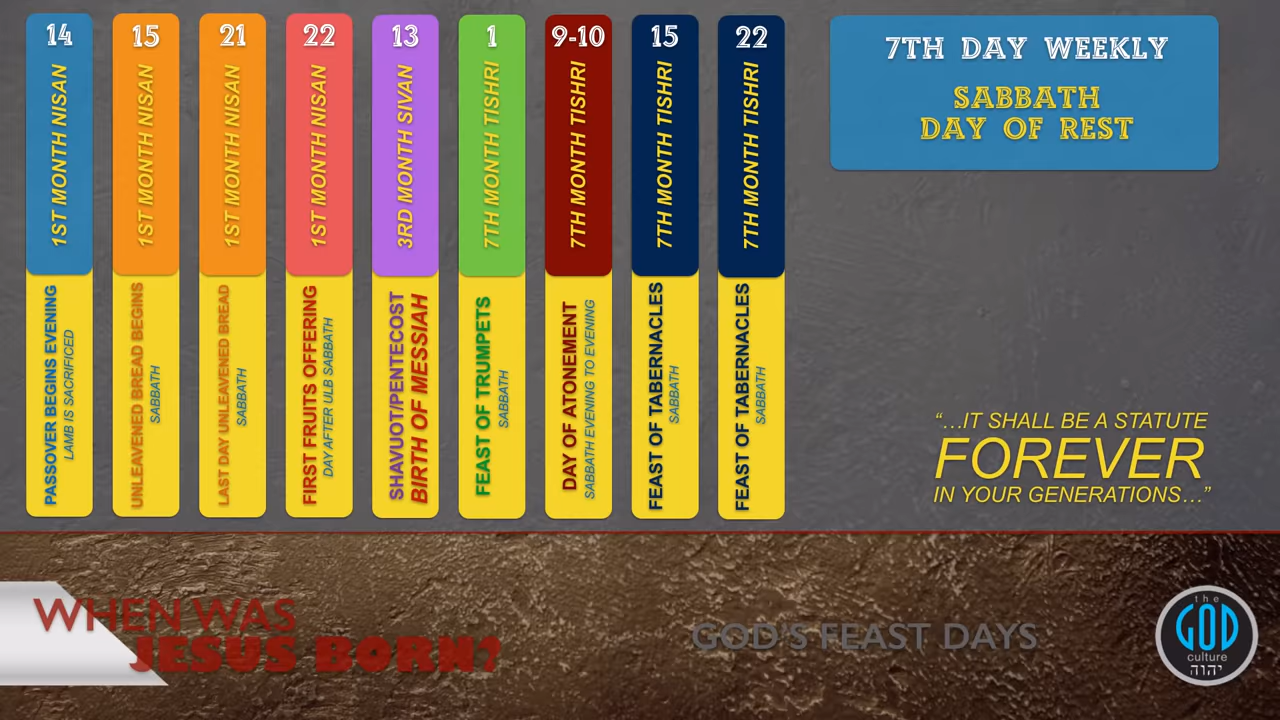 14
1ST MONTH NISAN
PASSOVER BEGINS EVENING
LAMB IS SACRIFICED
15
1ST MONTH NISAN
UNLEAVENED BREAD BEGINS
SABBATH
21
1ST MONTH NISAN
LAST DAY UNLEAVENED BREAD
SABBATH
22
1ST MONTH NISAN
FIRST FRUITS OFFERING
DAY AFTER ULB SABBATH
13
3RD MONTH SIVAN
SHAVUOT/PENTECOST
BIRTH OF MESSIAH
1
7TH MONTH TISHRI
FEAST OF TRUMPETS
SABBATH
9-10
7TH MONTH TISHRI
DAY OF ATONEMENT
SABBATH EVENING TO EVENING
15
7TH MONTH TISHRI
FEAST OF TABERNACLES
SABBATH
22
7TH MONTH TISHRI
FEAST OF TABERNACLES
SABBATH
7TH DAY WEEKLY
SABBATH
DAY OF REST
“…IT SHALL BE A STATUTE
FOREVER
IN YOUR GENERATIONS…”
WHEN WAS
JESUS BORN?
GOD'S FEAST DAYS
the
GOD
culture
יהוה